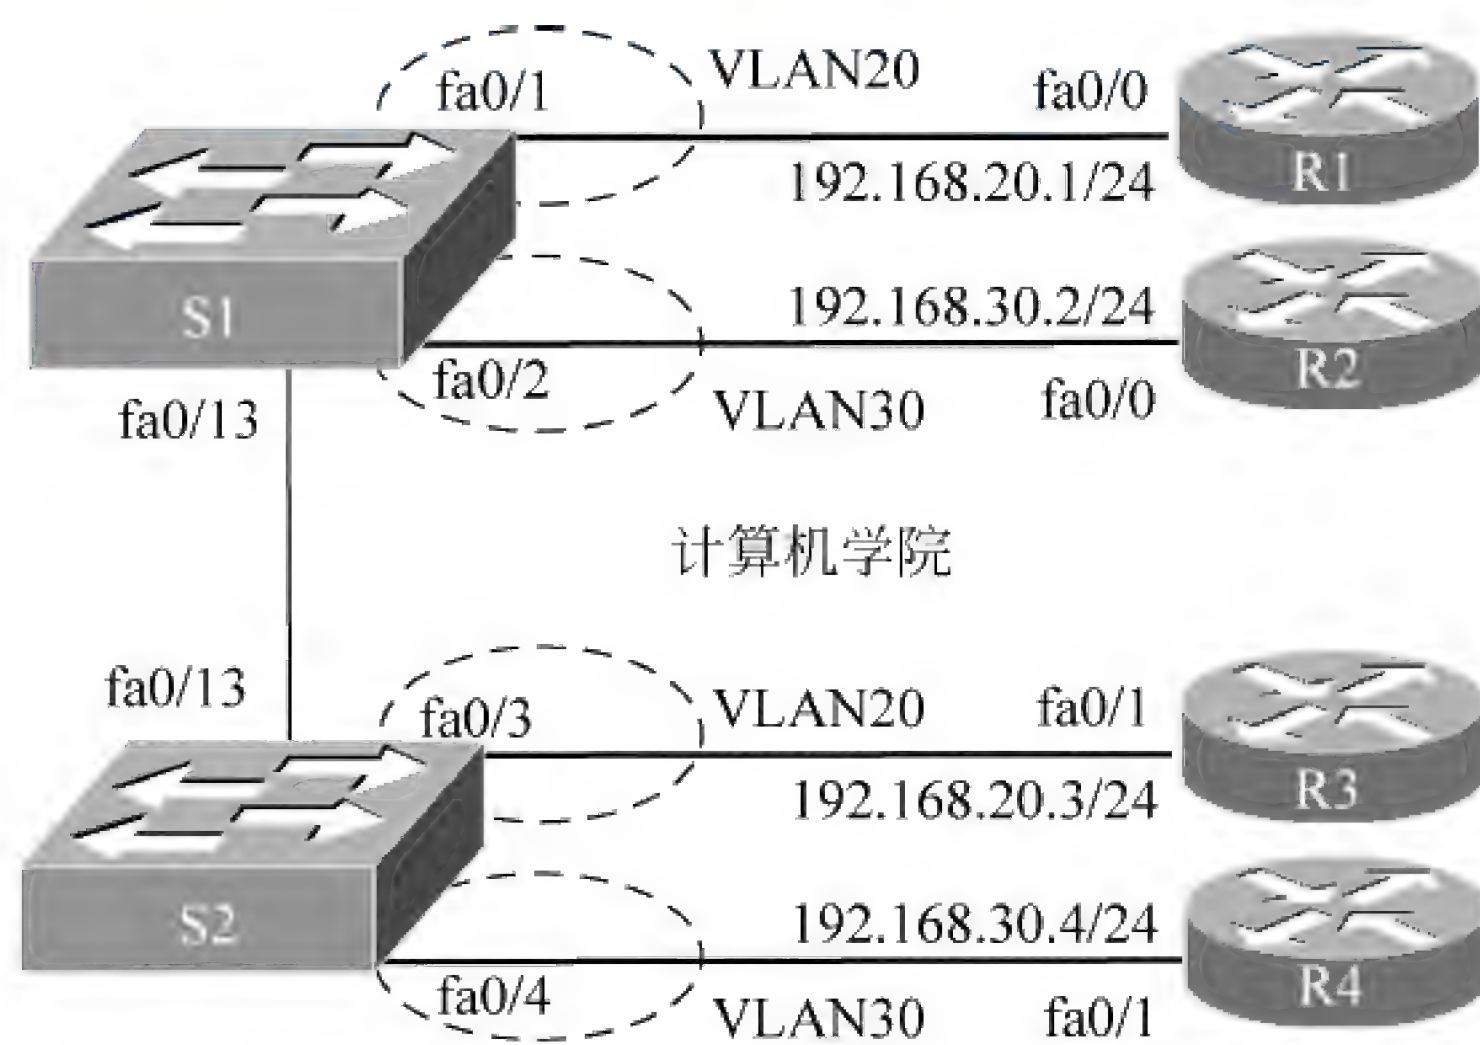 fa0/1
VLAN20
fa0/0
192.168.20.1/24
R1
S1
192.168.30.2/24
R2
fa0/2
fa0/0
VLAN30
fa0/13
计算机学院
fa0/13
fa0/3
VLAN20
fa0/1
192.168.20.3/24
R3
S2
192.168.30.4/24
R4
fa0/4
VLAN30
fa0/1